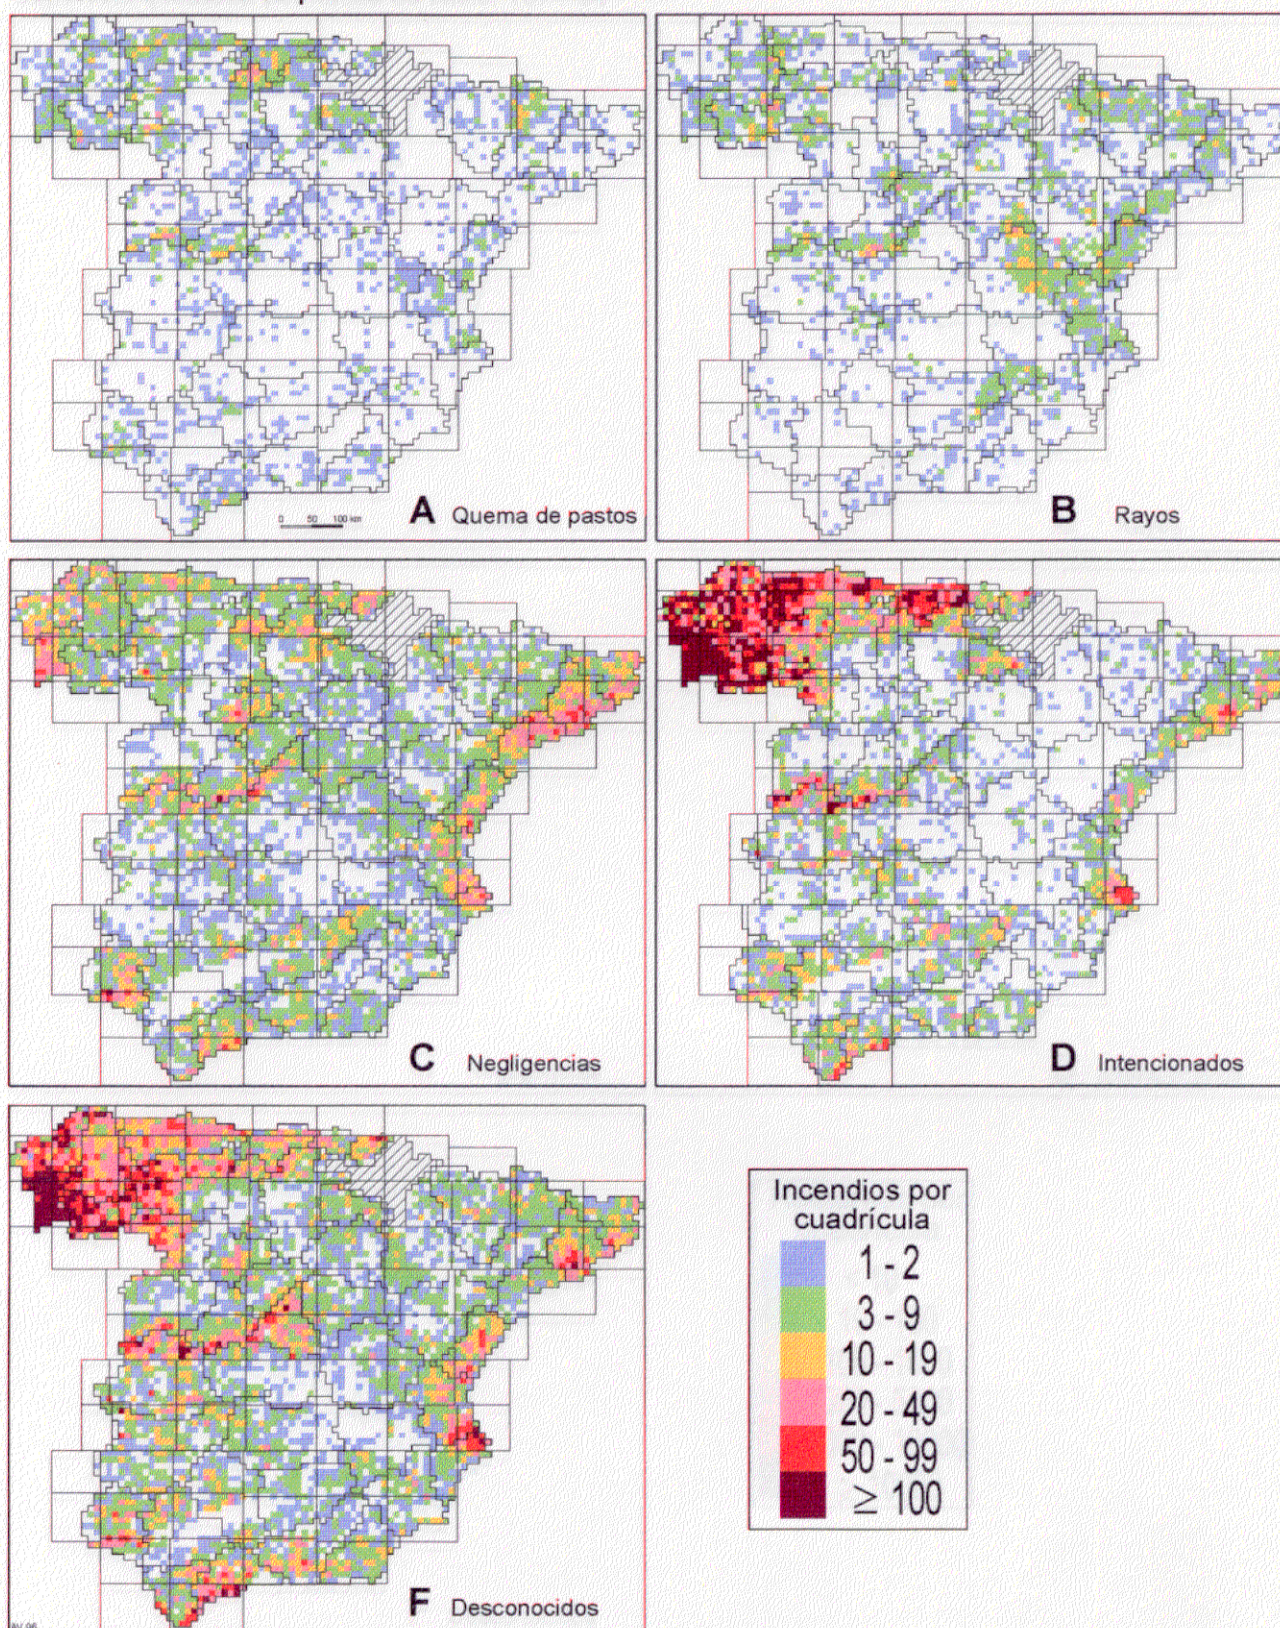 0 50 100 km
A Quema de pastos
B Rayos
C Negligencias
D Intencionados
Incendios por
cuadrícula
1 - 2
3 - 9
10 - 19
20 - 49
50 - 99
≥ 100
F Desconocidos